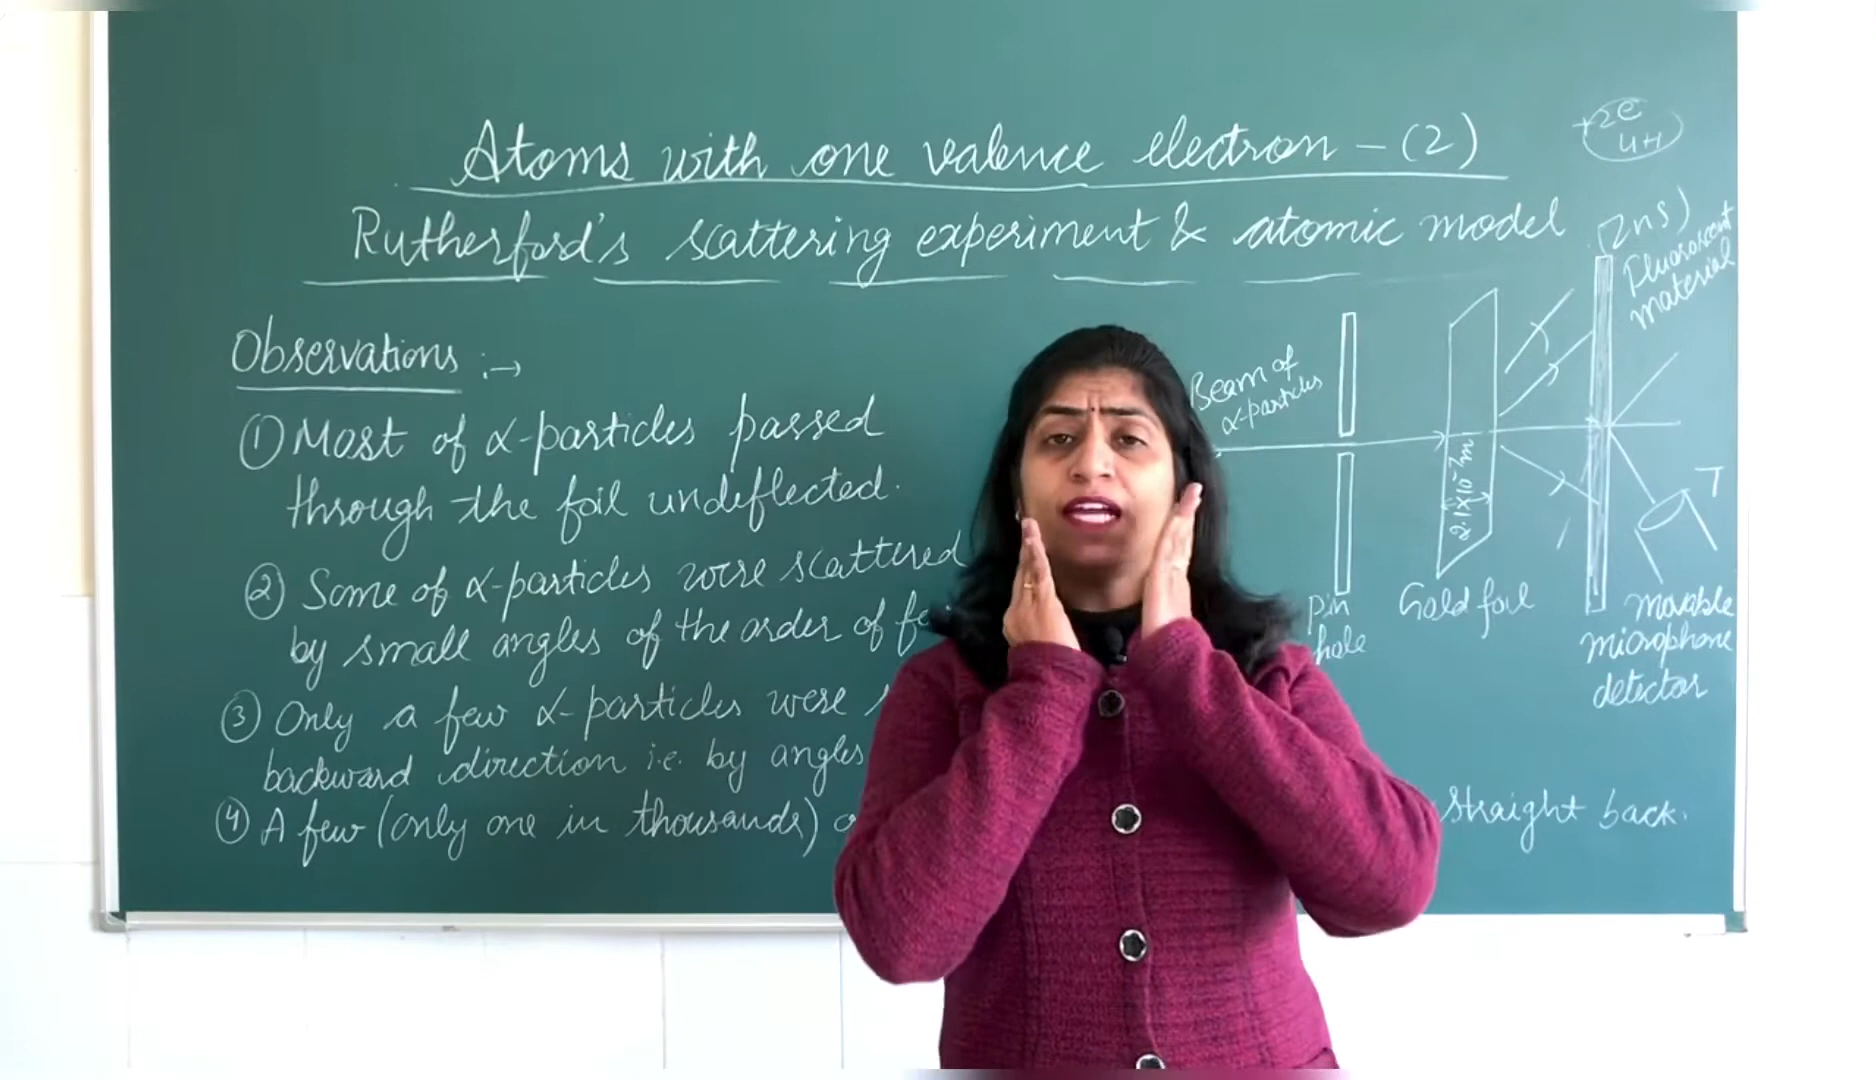 Atoms with one valence electron – (2)
Rutherford's scattering experiment & atomic model
Observations :→
① Most of α-particles passed
through the foil undeflected.
② Some of α-particles were scattered
by small angles of the order of
③ Only a few α-particles were
backward direction i.e. by angles
④ A few (only one in thousands)
straight back.
+2e
4H
(ZnS)
Fluorescent
material
Beam of
α-particles
2.1×10⁻⁷m
Pin
hole
Gold foil
T
movable
microphone
detector